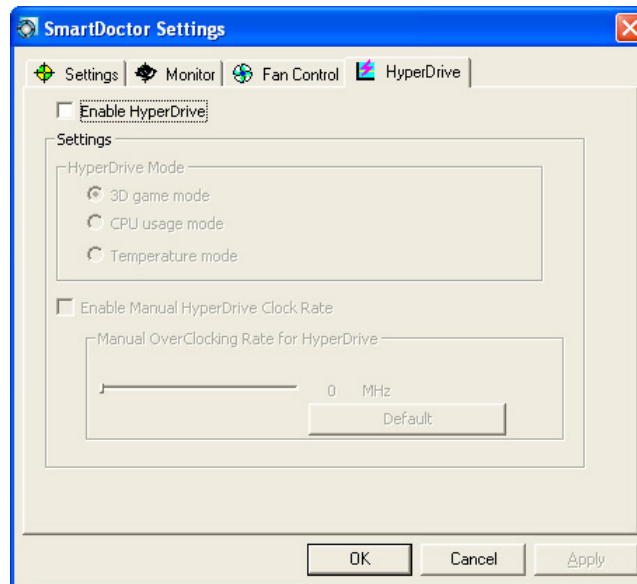 SmartDoctor Settings
Settings Monitor Fan Control HyperDrive
Enable HyperDrive
Settings
HyperDrive Mode
3D game mode
CPU usage mode
Temperature mode
Enable Manual HyperDrive Clock Rate
Manual OverClocking Rate for HyperDrive
0 MHz
Default
OK Cancel Apply